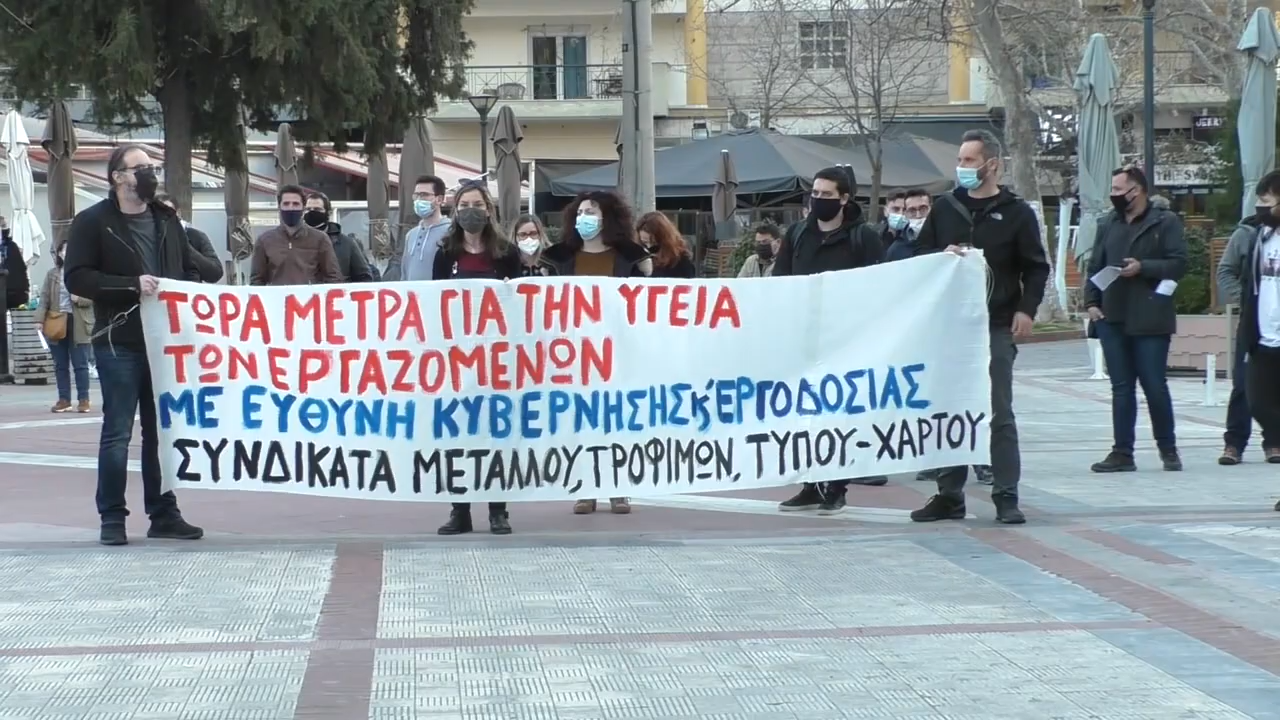 ΤΩΡΑ ΜΕΤΡΑ ΓΙΑ ΤΗΝ ΥΓΕΙΑ
ΤΩΝ ΕΡΓΑΖΟΜΕΝΩΝ
ΜΕ ΕΥΘΥΝΗ ΚΥΒΕΡΝΗΣΗΣ Κ' ΕΡΓΟΔΟΣΙΑΣ
ΣΥΝΔΙΚΑΤΑ ΜΕΤΑΛΛΟΥ, ΤΡΟΦΙΜΩΝ, ΤΥΠΟΥ-ΧΑΡΤΟΥ